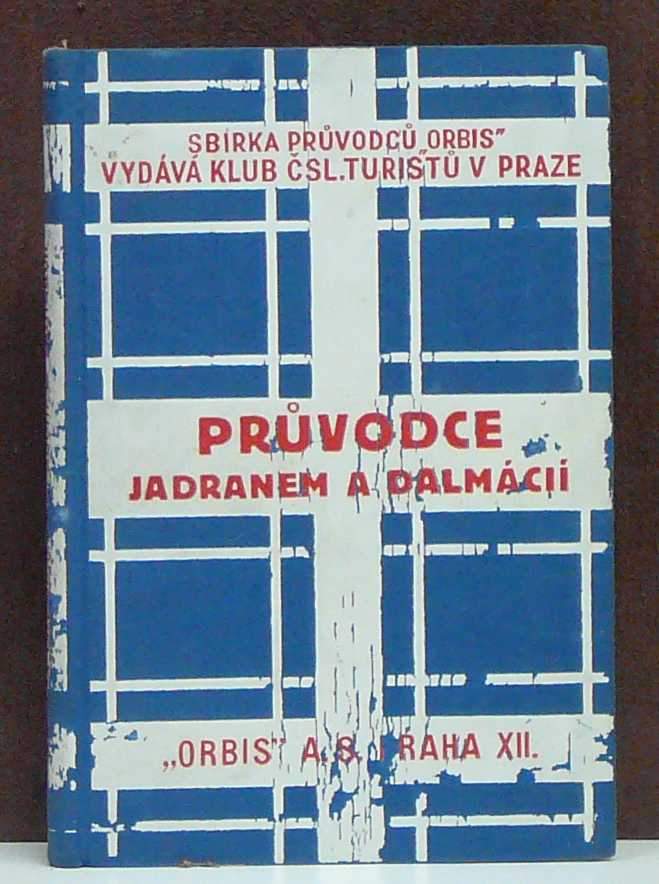 SBÍRKA PRŮVODCŮ „ORBIS”
VYDÁVÁ KLUB ČSL. TURISTŮ V PRAZE
PRŮVODCE
JADRANEM A DALMÁCIÍ
„ORBIS” A. S. PRAHA XII.